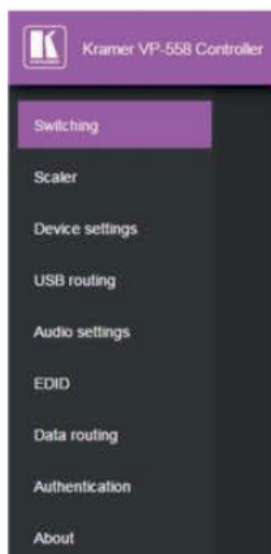 Kramer VP-558 Controller
Switching
Scaler
Device settings
USB routing
Audio settings
EDID
Data routing
Authentication
About